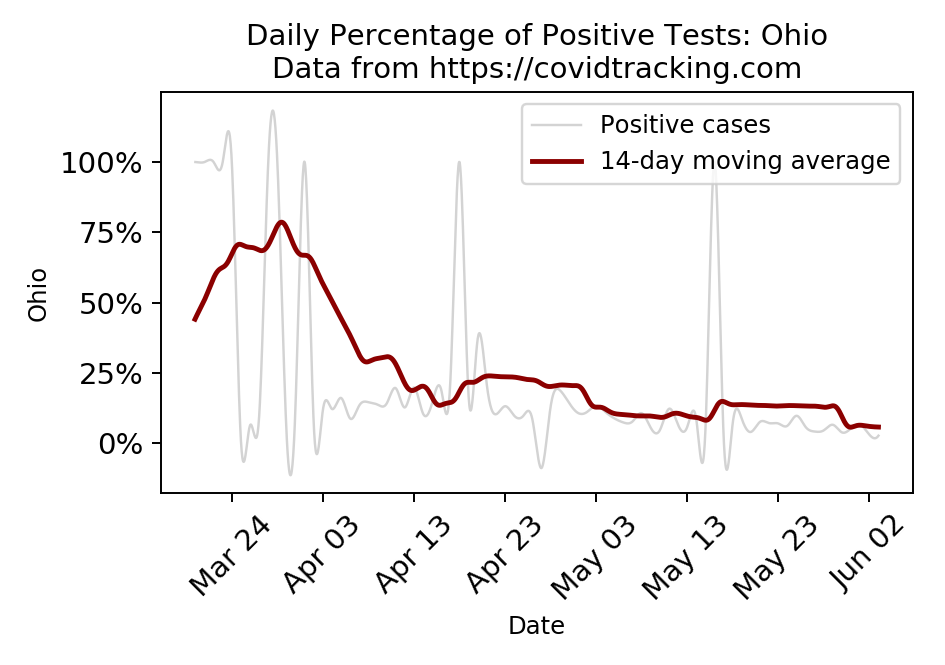 Daily Percentage of Positive Tests: Ohio
Data from https://covidtracking.com
Positive cases
14-day moving average
100%
75%
50%
25%
0%
Ohio
Mar 24
Apr 03
Apr 13
Apr 23
May 03
May 13
May 23
Jun 02
Date